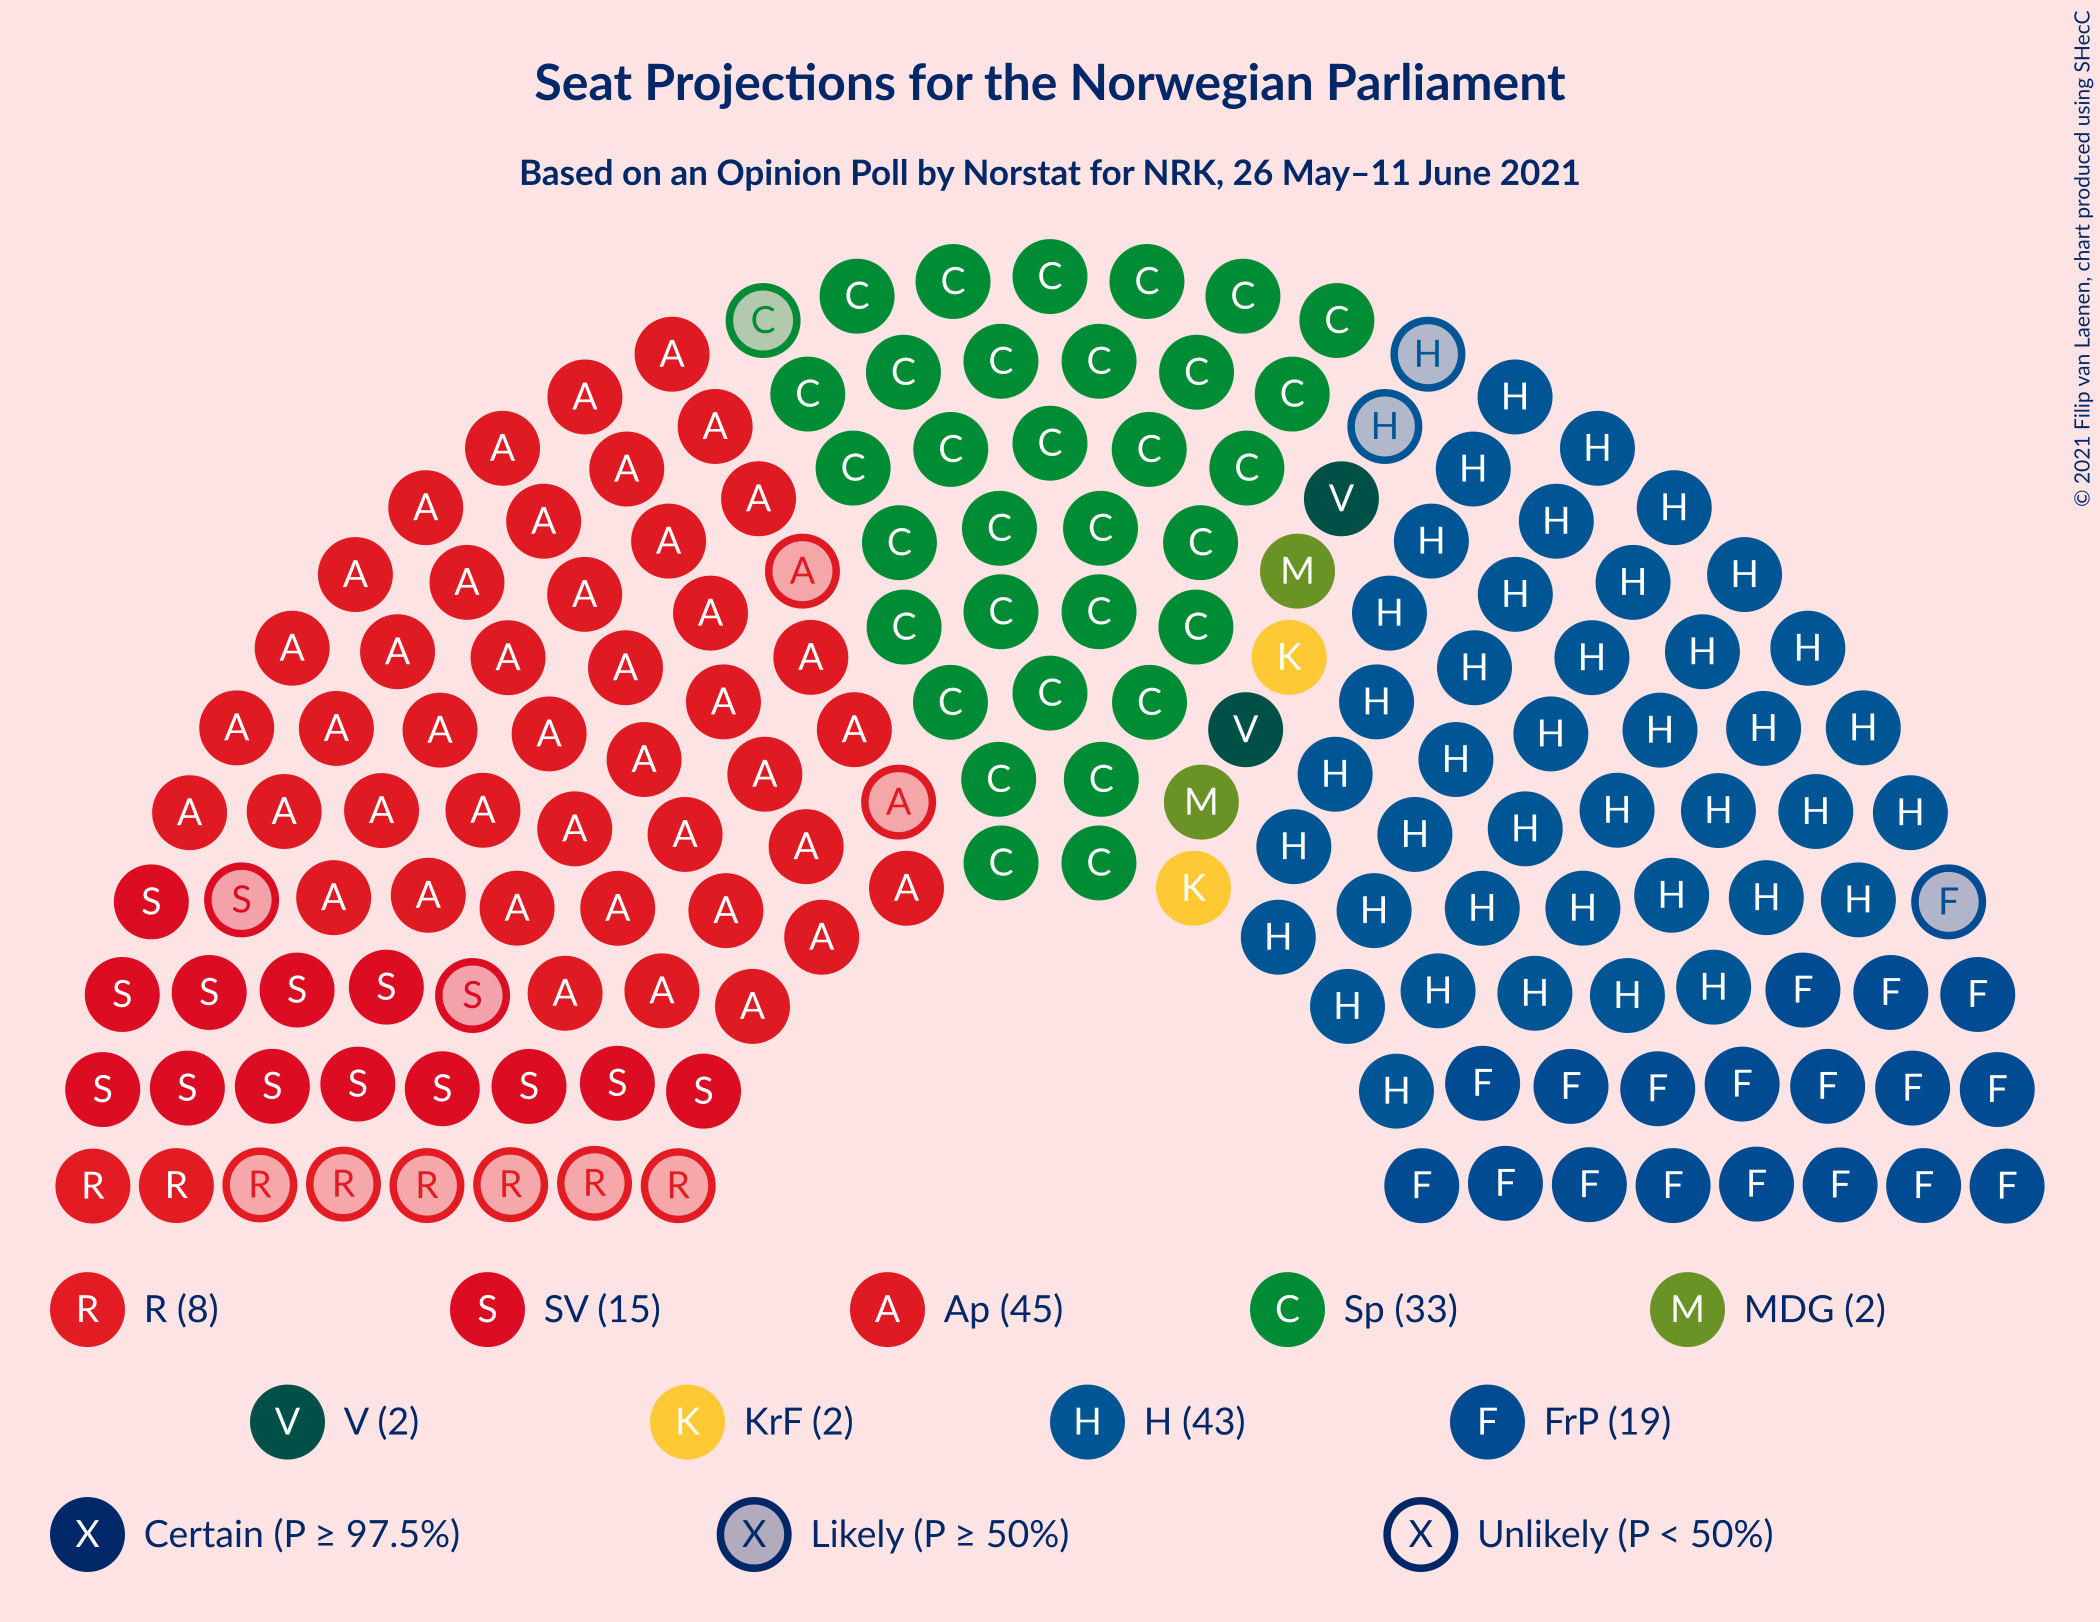 Seat Projections for the Norwegian Parliament
Based on an Opinion Poll by Norstat for NRK, 26 May–11 June 2021
© 2021 Filip van Laenen, chart produced using SHecC
C C C C C
C C
A C C C C H
A C C H
A A C C C H H
A C C H
A A V H
A A C C C C H H
A A A A M H H H
A C C C C H
A A A A A K H H H H
A C C C H
A A A A A V H H H H
A A C C H H
A A A A A A A M H H H H H H
A C C H
S S A A A A A A K H H H H H H F
A H
S S S S S A A A H H H H H F F F
S S S S S S S S H F F F F F F F
R R R R R R R R F F F F F F F F
R R (8) S SV (15) A Ap (45) C Sp (33) M MDG (2)
V V (2) K KrF (2) H H (43) F FrP (19)
X Certain (P ≥ 97.5%) X Likely (P ≥ 50%) X Unlikely (P < 50%)